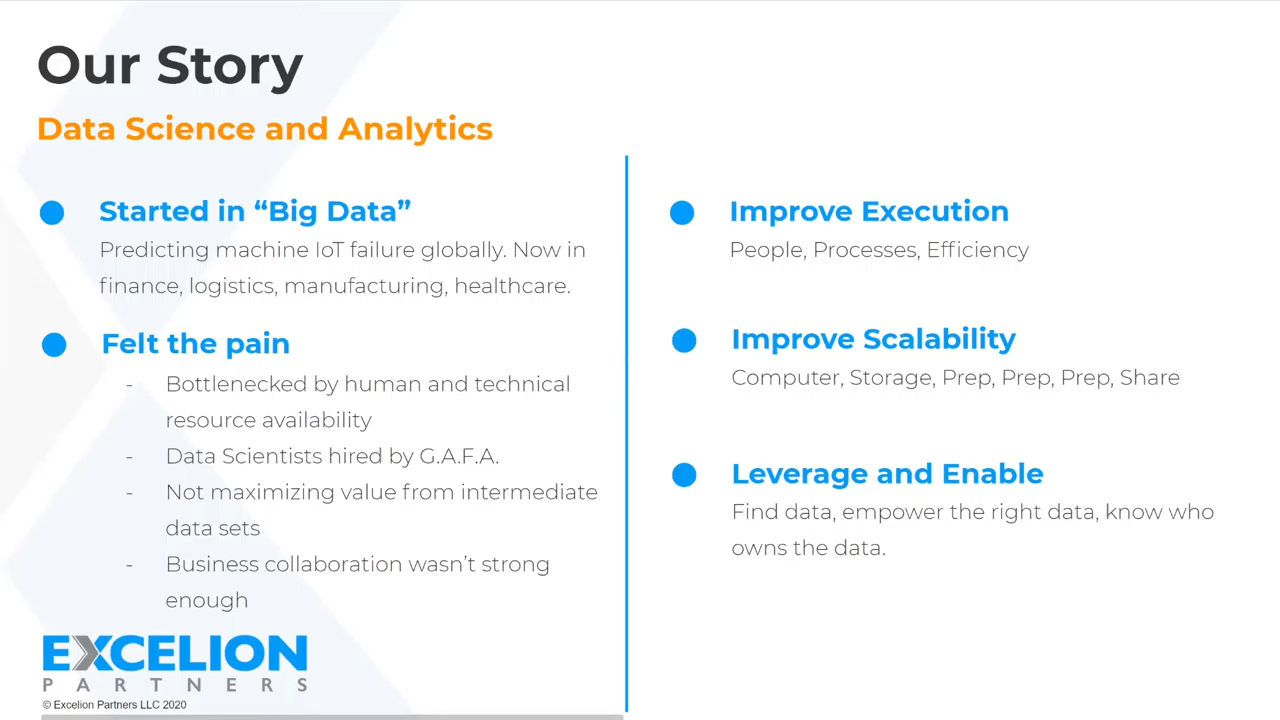 Our Story
Data Science and Analytics
Started in “Big Data”
Predicting machine IoT failure globally. Now in
finance, logistics, manufacturing, healthcare.
Felt the pain
- Bottlenecked by human and technical
resource availability
- Data Scientists hired by G.A.F.A.
- Not maximizing value from intermediate
data sets
- Business collaboration wasn’t strong
enough
Improve Execution
People, Processes, Efficiency
Improve Scalability
Computer, Storage, Prep, Prep, Prep, Share
Leverage and Enable
Find data, empower the right data, know who
owns the data.
EXCELION
PARTNERS
© Excelion Partners LLC 2020